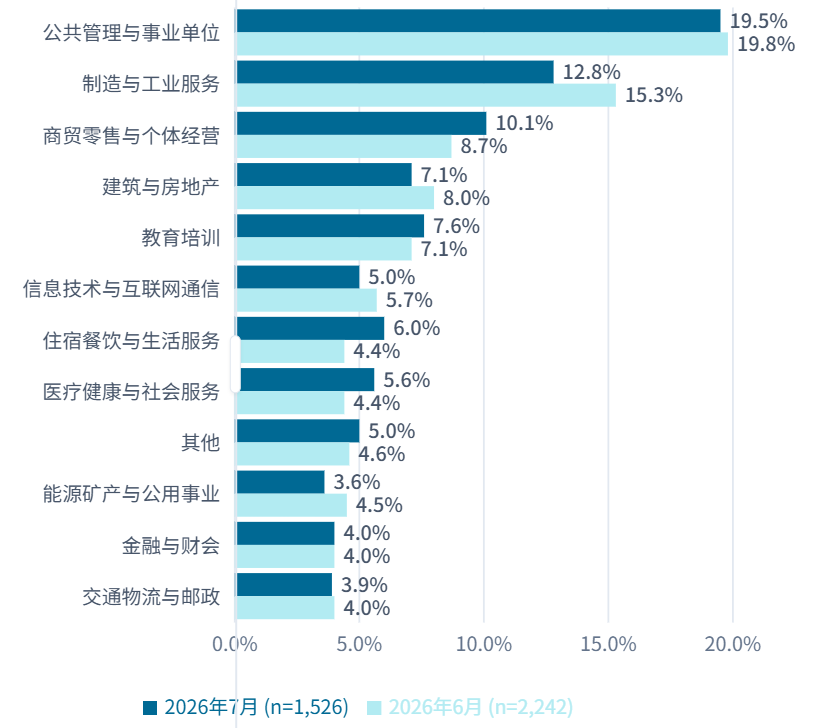 公共管理与事业单位 19.5% 19.8%
制造与工业服务 12.8% 15.3%
商贸零售与个体经营 10.1% 8.7%
建筑与房地产 7.1% 8.0%
教育培训 7.6% 7.1%
信息技术与互联网通信 5.0% 5.7%
住宿餐饮与生活服务 6.0% 4.4%
医疗健康与社会服务 5.6% 4.4%
其他 5.0% 4.6%
能源矿产与公用事业 3.6% 4.5%
金融与财会 4.0% 4.0%
交通物流与邮政 3.9% 4.0%
0.0% 5.0% 10.0% 15.0% 20.0%
2026年7月 (n=1,526) 2026年6月 (n=2,242)